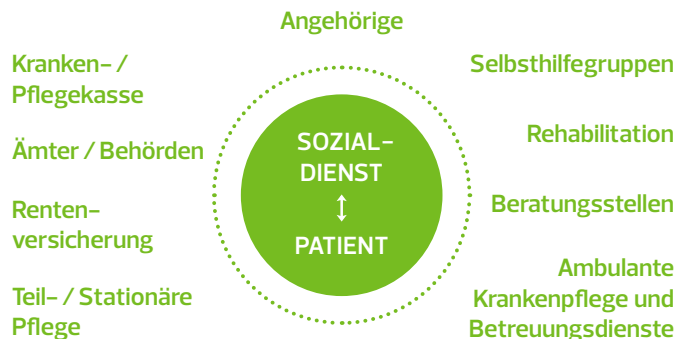 Angehörige
Kranken- /
Pflegekasse
Ämter / Behörden
Renten-
versicherung
Teil- / Stationäre
Pflege
SOZIAL-
DIENST
↕
PATIENT
Selbsthilfegruppen
Rehabilitation
Beratungsstellen
Ambulante
Krankenpflege und
Betreuungsdienste